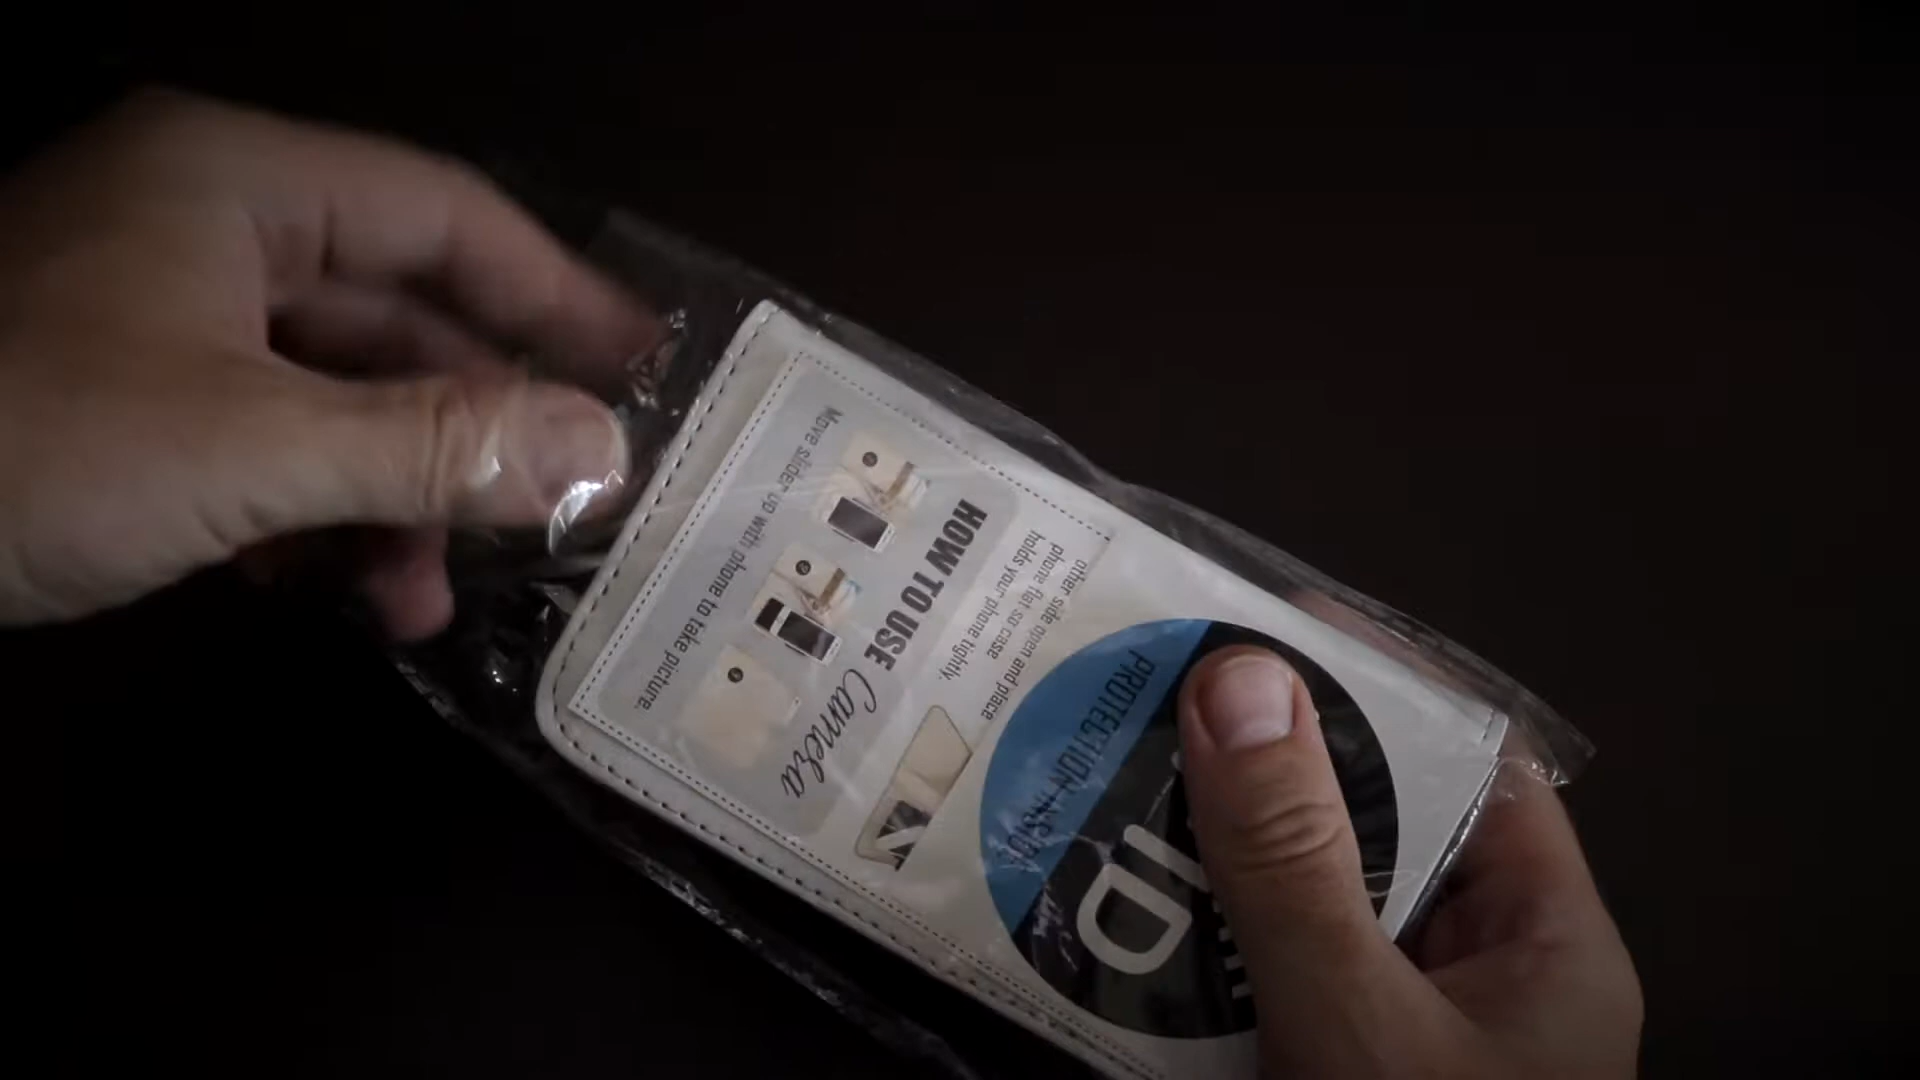 other side open and place
phone flat so case
holds your phone tightly.
HOW TO USE
Camera
Move slider up with phone to take picture.
PROTECTION INSIDE
ID